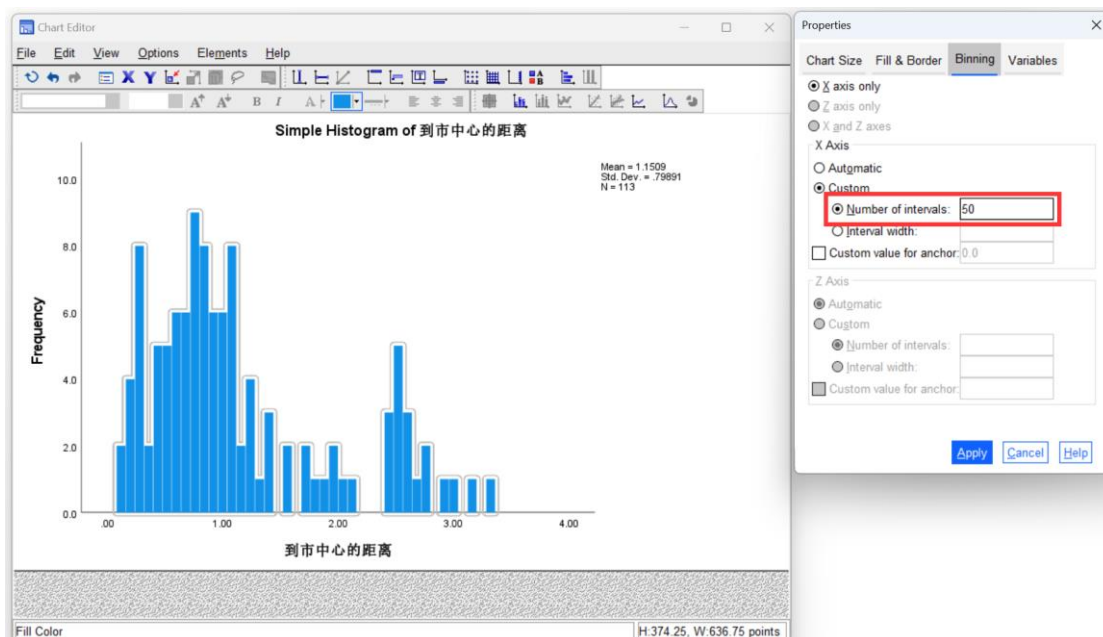 Chart Editor
File Edit View Options Elements Help
X Y
A A B I A
Simple Histogram of 到市中心的距离
Mean = 1.1509
Std. Dev. = .79891
N = 113
Frequency
10.0
8.0
6.0
4.0
2.0
0.0
.00 1.00 2.00 3.00 4.00
到市中心的距离
Fill Color
H:374.25, W:636.75 points
Properties
Chart Size Fill & Border Binning Variables
X axis only
Z axis only
X and Z axes
X Axis
Automatic
Custom
Number of intervals: 50
Interval width:
Custom value for anchor: 0.0
Z Axis
Automatic
Custom
Number of intervals:
Interval width:
Custom value for anchor:
Apply Cancel Help